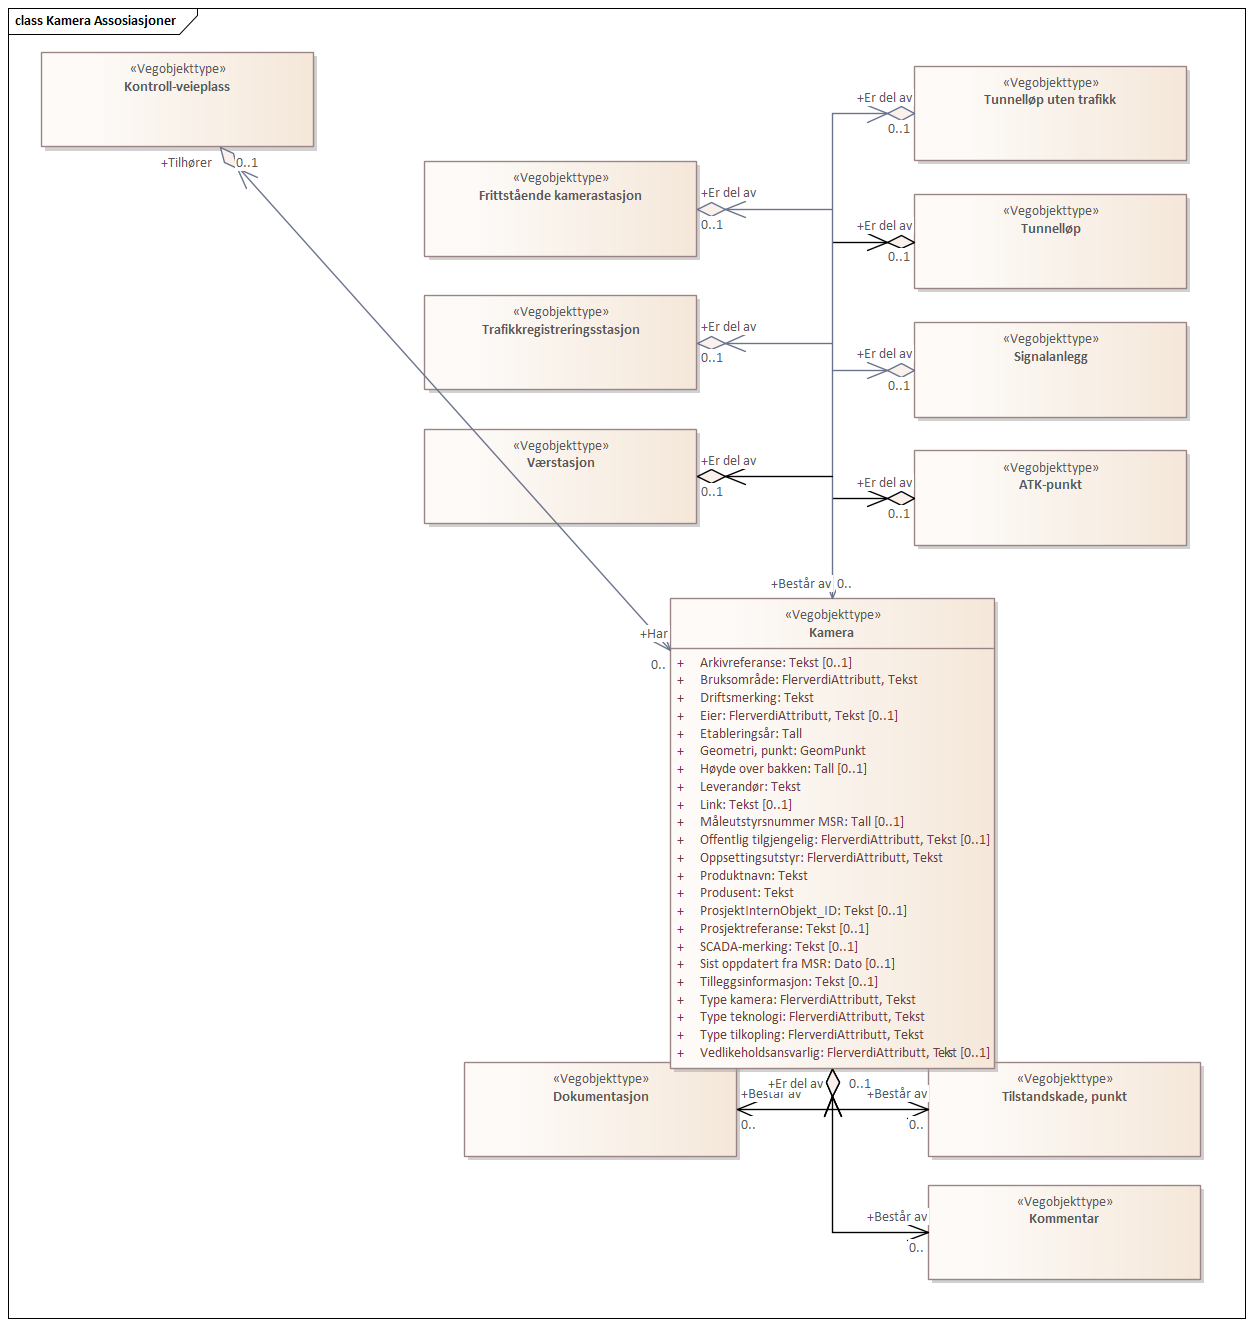 class Kamera Assosiasjoner
«Vegobjekttype»
Kontroll-veieplass
+Tilhører
0..1
«Vegobjekttype»
Tunnelløp uten trafikk
+Er del av
0..1
«Vegobjekttype»
Frittstående kamerastasjon
+Er del av
0..1
«Vegobjekttype»
Tunnelløp
+Er del av
0..1
«Vegobjekttype»
Trafikkregistreringsstasjon
+Er del av
0..1
«Vegobjekttype»
Signalanlegg
+Er del av
0..1
«Vegobjekttype»
Værstasjon
+Er del av
0..1
«Vegobjekttype»
ATK-punkt
+Er del av
0..1
+Består av
0..
+Har
0..
«Vegobjekttype»
Kamera
+ Arkivreferanse: Tekst [0..1]
+ Bruksområde: FlerverdiAttributt, Tekst
+ Driftsmerking: Tekst
+ Eier: FlerverdiAttributt, Tekst [0..1]
+ Etableringsår: Tall
+ Geometri, punkt: GeomPunkt
+ Høyde over bakken: Tall [0..1]
+ Leverandør: Tekst
+ Link: Tekst [0..1]
+ Måleutstyrsnummer MSR: Tall [0..1]
+ Offentlig tilgjengelig: FlerverdiAttributt, Tekst [0..1]
+ Oppsettingsutstyr: FlerverdiAttributt, Tekst
+ Produktnavn: Tekst
+ Produsent: Tekst
+ ProsjektInternObjekt_ID: Tekst [0..1]
+ Prosjektreferanse: Tekst [0..1]
+ SCADA-merking: Tekst [0..1]
+ Sist oppdatert fra MSR: Dato [0..1]
+ Tilleggsinformasjon: Tekst [0..1]
+ Type kamera: FlerverdiAttributt, Tekst
+ Type teknologi: FlerverdiAttributt, Tekst
+ Type tilkopling: FlerverdiAttributt, Tekst
+ Vedlikeholdsansvarlig: FlerverdiAttributt, Tekst [0..1]
«Vegobjekttype»
Dokumentasjon
+Er del av
0..1
+Består av
0..
+Består av
0..
«Vegobjekttype»
Tilstandskade, punkt
«Vegobjekttype»
Kommentar
+Består av
0..